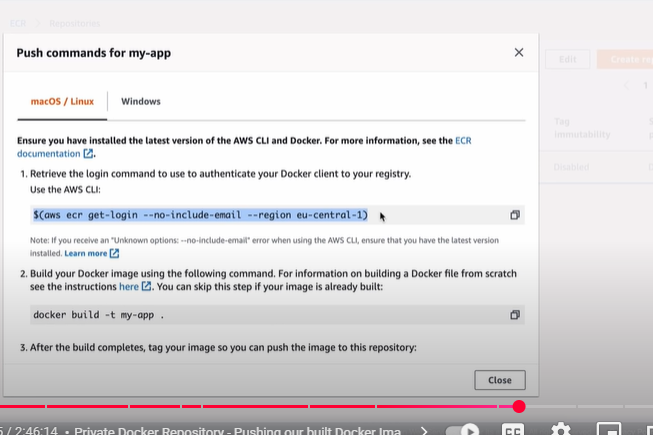 ECR > Repositories
Push commands for my-app
Edit
macOS / Linux
Windows
Tag
immutability
Ensure you have installed the latest version of the AWS CLI and Docker. For more information, see the ECR
documentation.
1. Retrieve the login command to use to authenticate your Docker client to your registry.
Use the AWS CLI:
Disabled
$(aws ecr get-login --no-include-email --region eu-central-1)
Note: If you receive an "Unknown options: --no-include-email" error when using the AWS CLI, ensure that you have the latest version
installed. Learn more
2. Build your Docker image using the following command. For information on building a Docker file from scratch
see the instructions here. You can skip this step if your image is already built:
docker build -t my-app .
3. After the build completes, tag your image so you can push the image to this repository:
Close
/ 2:46:14 • Private Docker Repository - Pushing our built Docker Ima